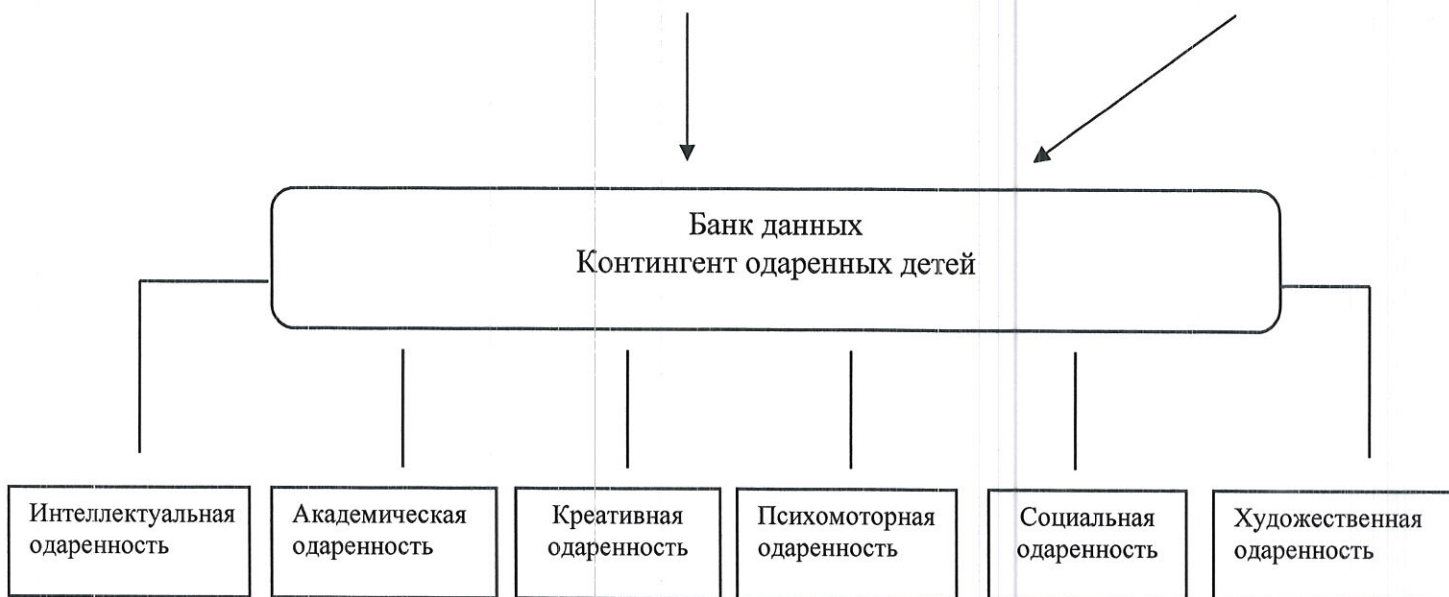 Банк данных
Контингент одаренных детей
Интеллектуальная
одаренность
Академическая
одаренность
Креативная
одаренность
Психомоторная
одаренность
Социальная
одаренность
Художественная
одаренность